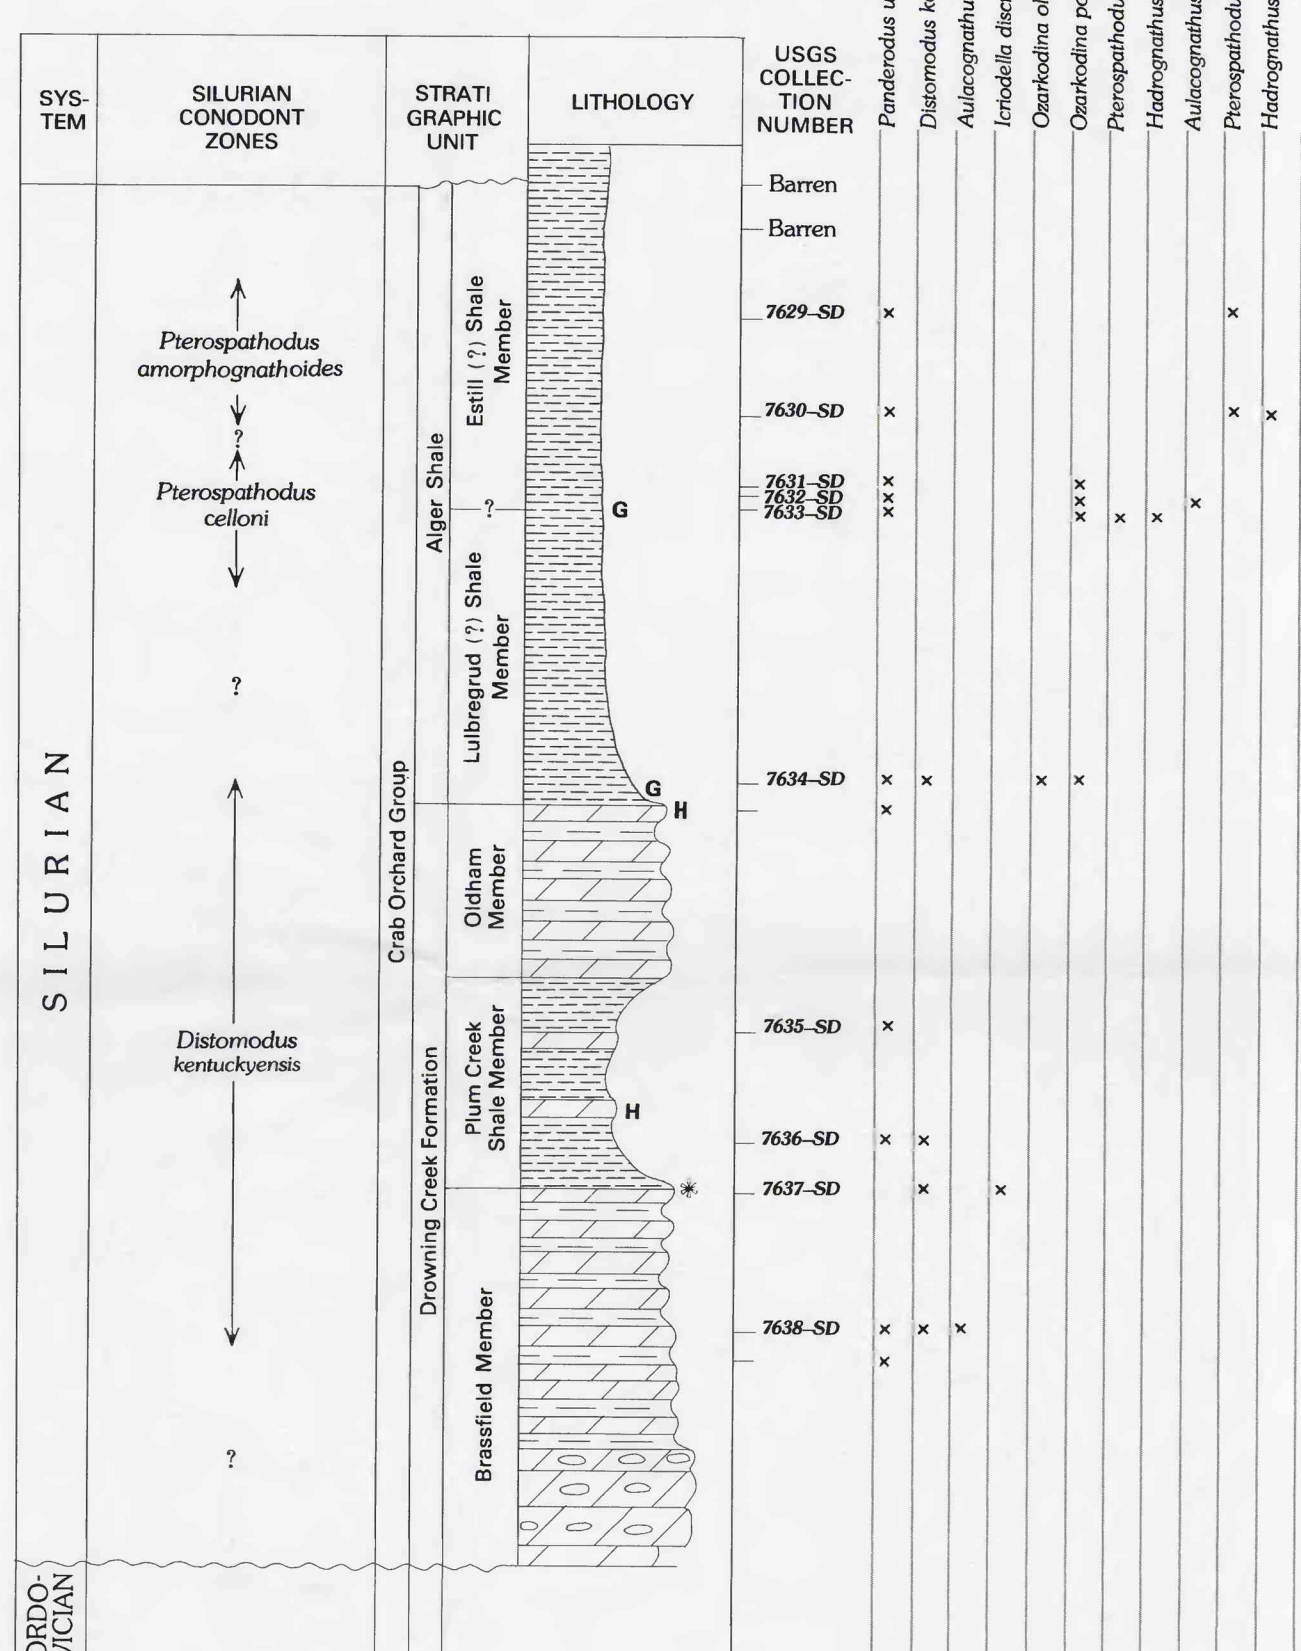 SYS-
TEM
SILURIAN
CONODONT
ZONES
STRATI
GRAPHIC
UNIT
LITHOLOGY
USGS
COLLEC-
TION
NUMBER
Panderodus
Distomodus
Icriodella
Ozarkodina
Ozarkodina
Hadrognathus
Aulacognathus
Hadrognathus
Barren
Barren
7629–SD
x x
7630–SD
x x x
7631–SD
x x
7632–SD
x x x
7633–SD
x x x x
7634–SD
x x x x
x
7635–SD
x
7636–SD
x x
7637–SD
x x
7638–SD
x x x
x
Pterospathodus
amorphognathoides
?
Pterospathodus
celloni
?
Distomodus
kentuckyensis
?
SILURIAN
Crab Orchard Group
Alger Shale
Drowning Creek Formation
Estill (?) Shale
Member
?
Lulbregrud (?) Shale
Member
Oldham
Member
Plum Creek
Shale Member
Brassfield Member
G
G
H
H
ORDO-
VICIAN